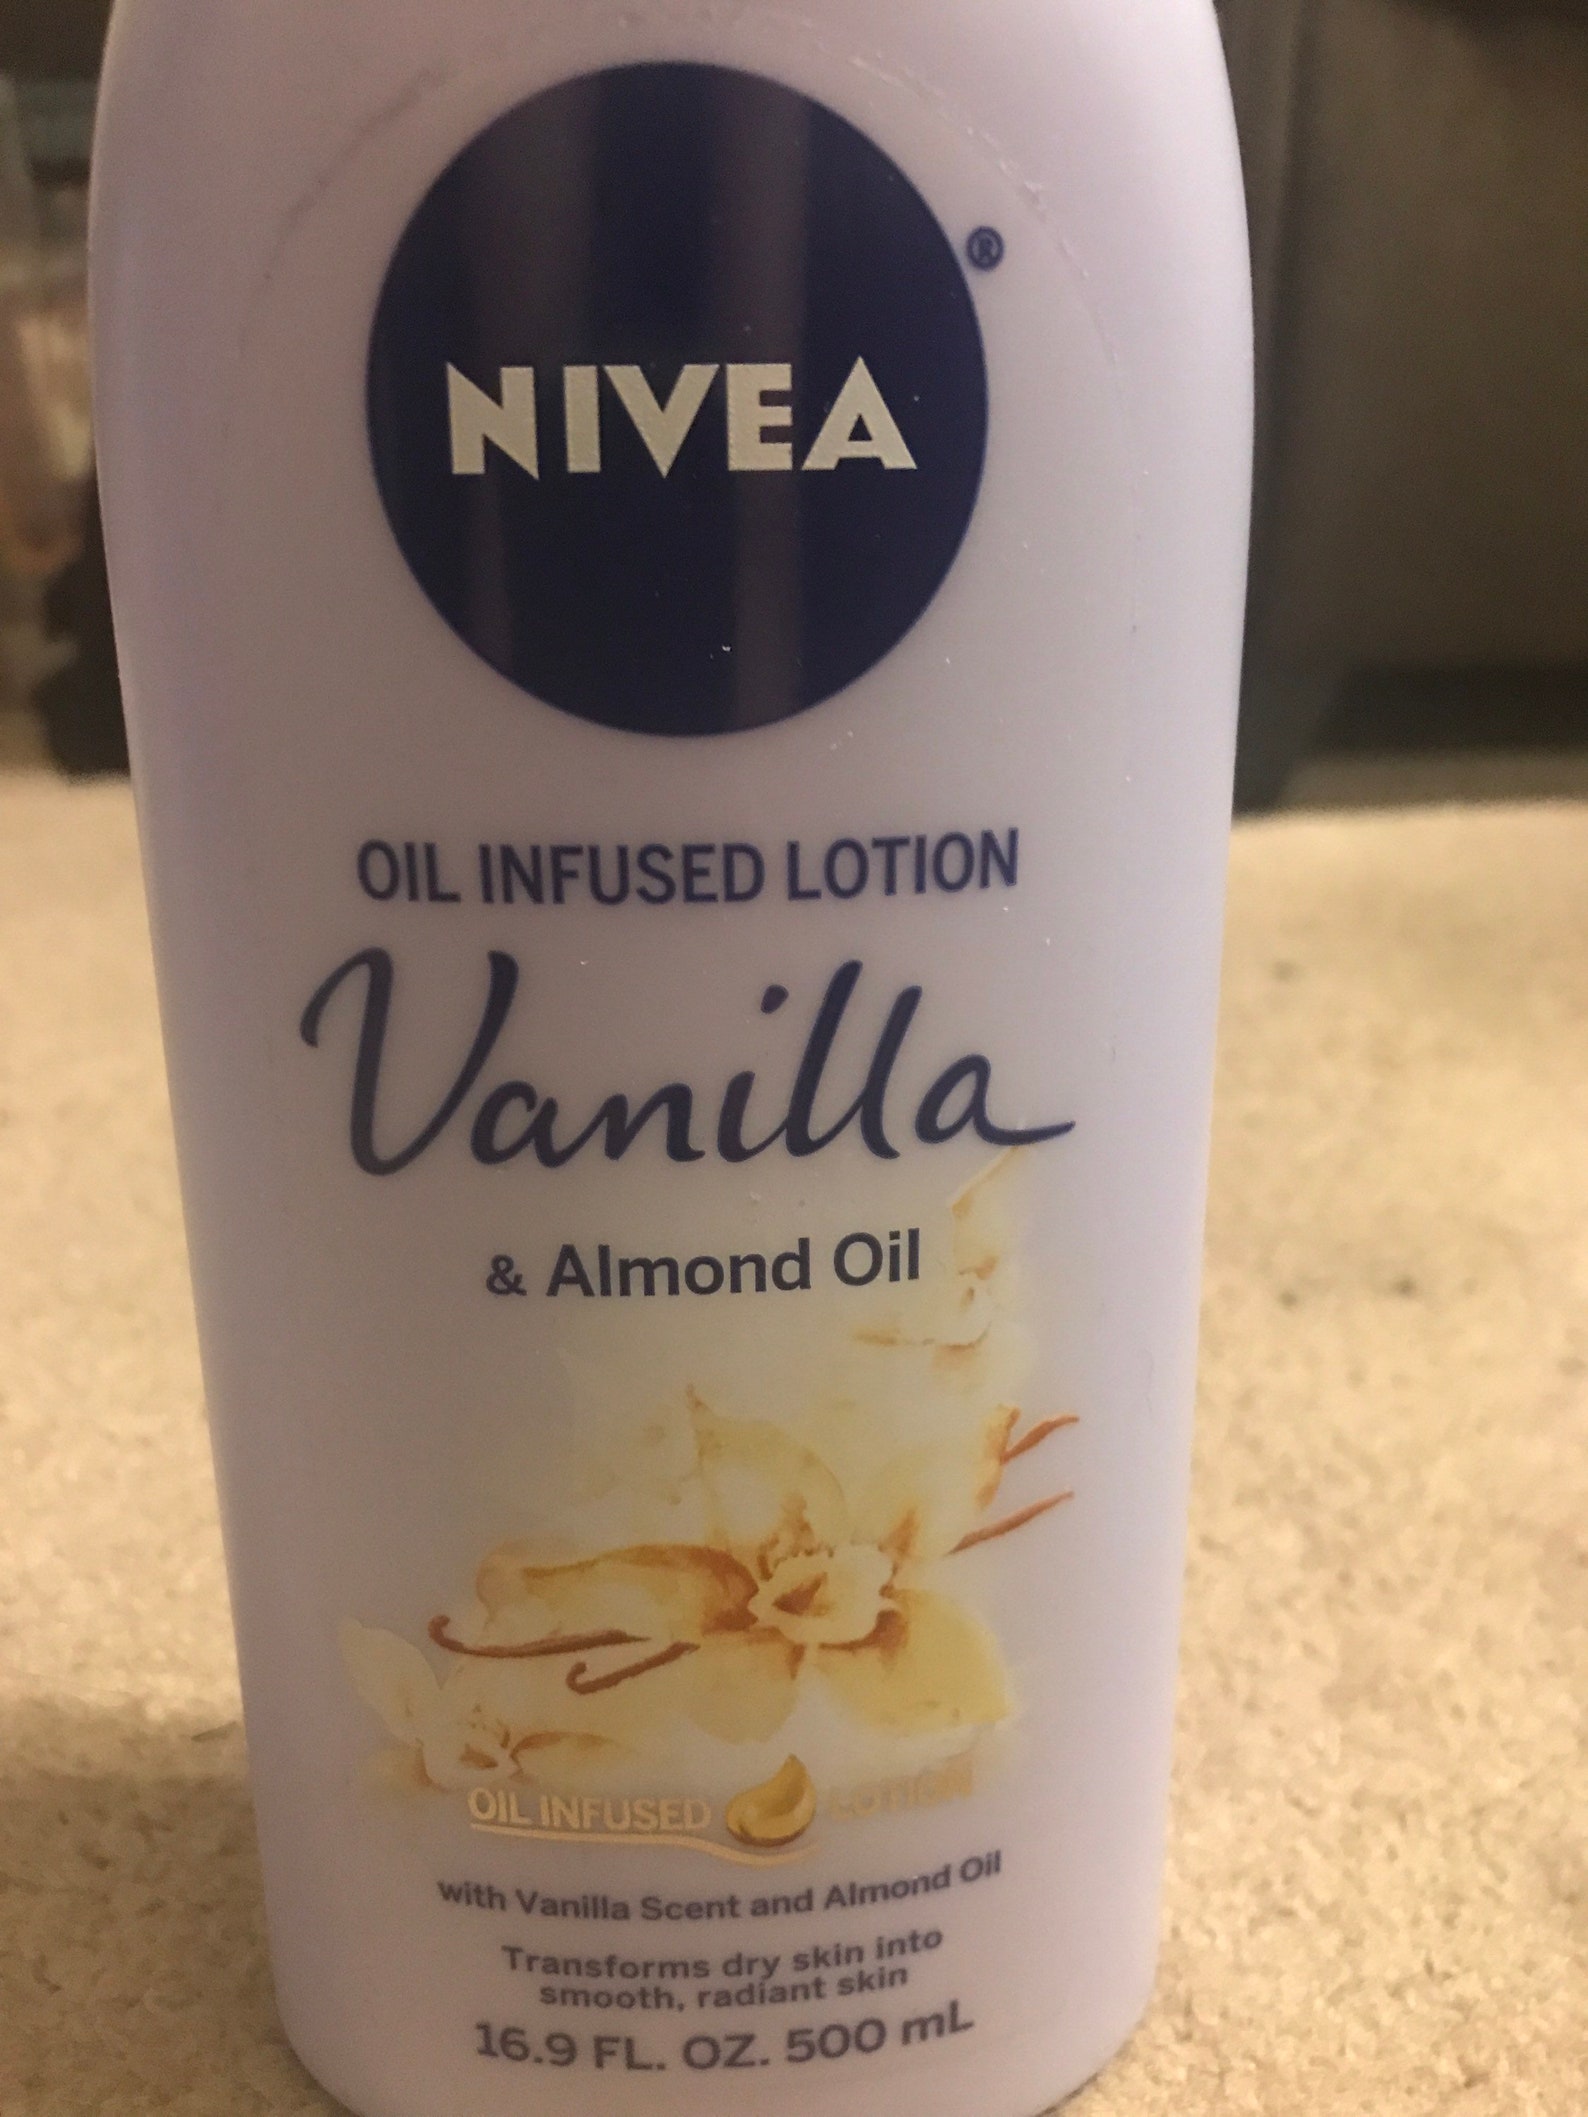 NIVEA
®
OIL INFUSED LOTION
Vanilla
& Almond Oil
OIL INFUSED LOTION
with Vanilla Scent and Almond Oil
Transforms dry skin into
smooth, radiant skin
16.9 FL. OZ. 500 mL